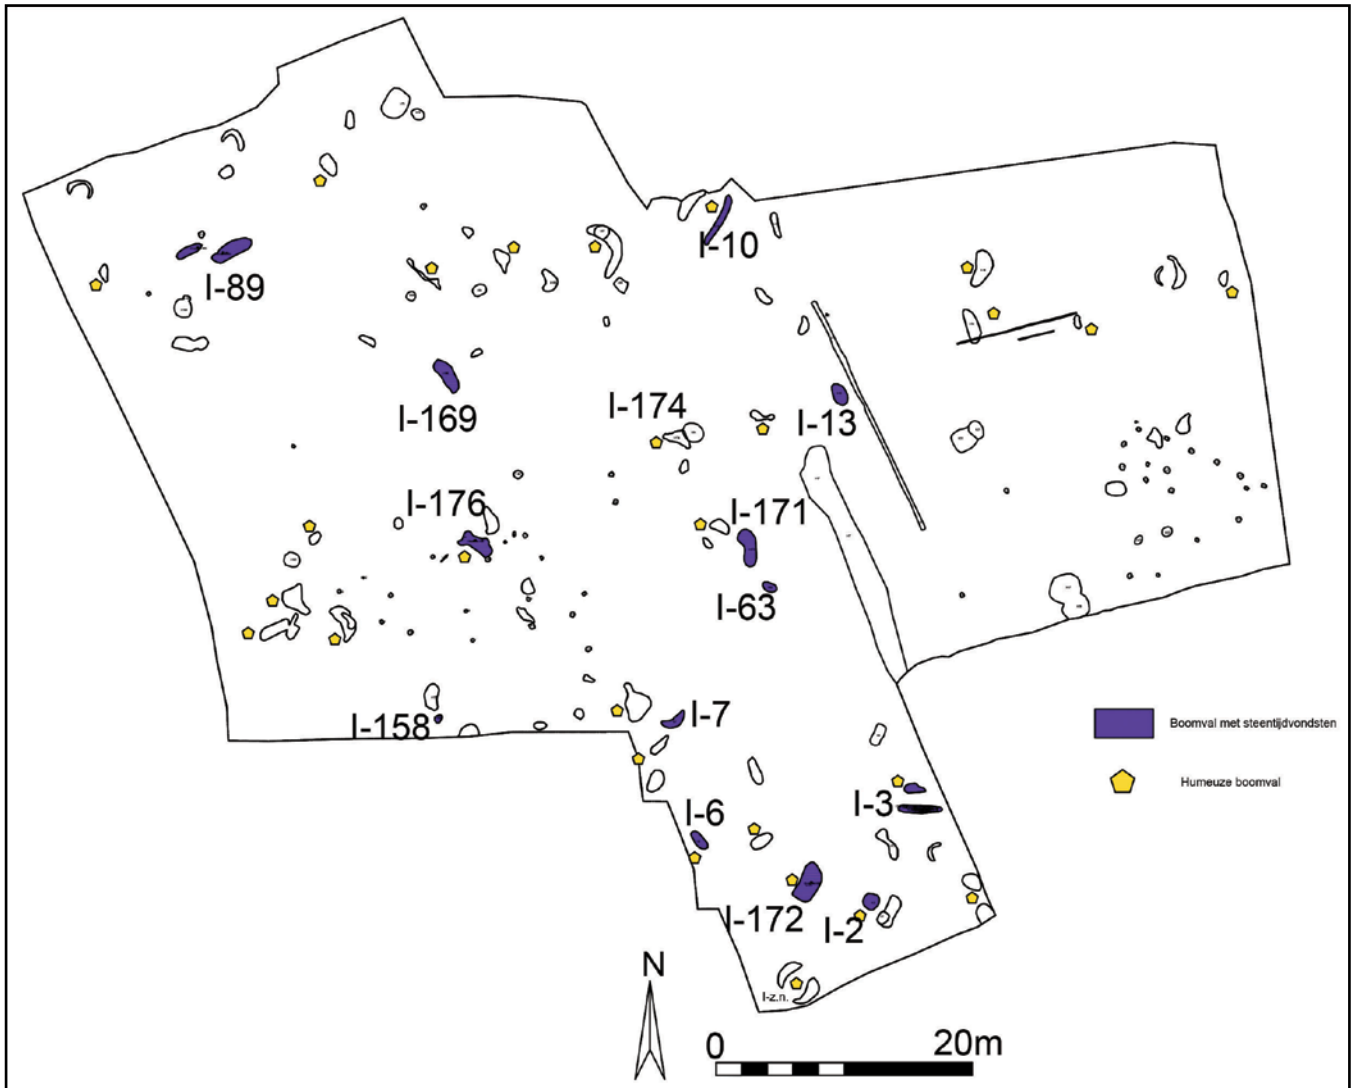 I-10
I-89
I-169
I-174
I-13
I-176
I-171
I-63
I-158
I-7
Boomval met steentijdvondsten
Humeuze boomval
I-3
I-6
I-172
I-2
I-z.n.
N
0 20m